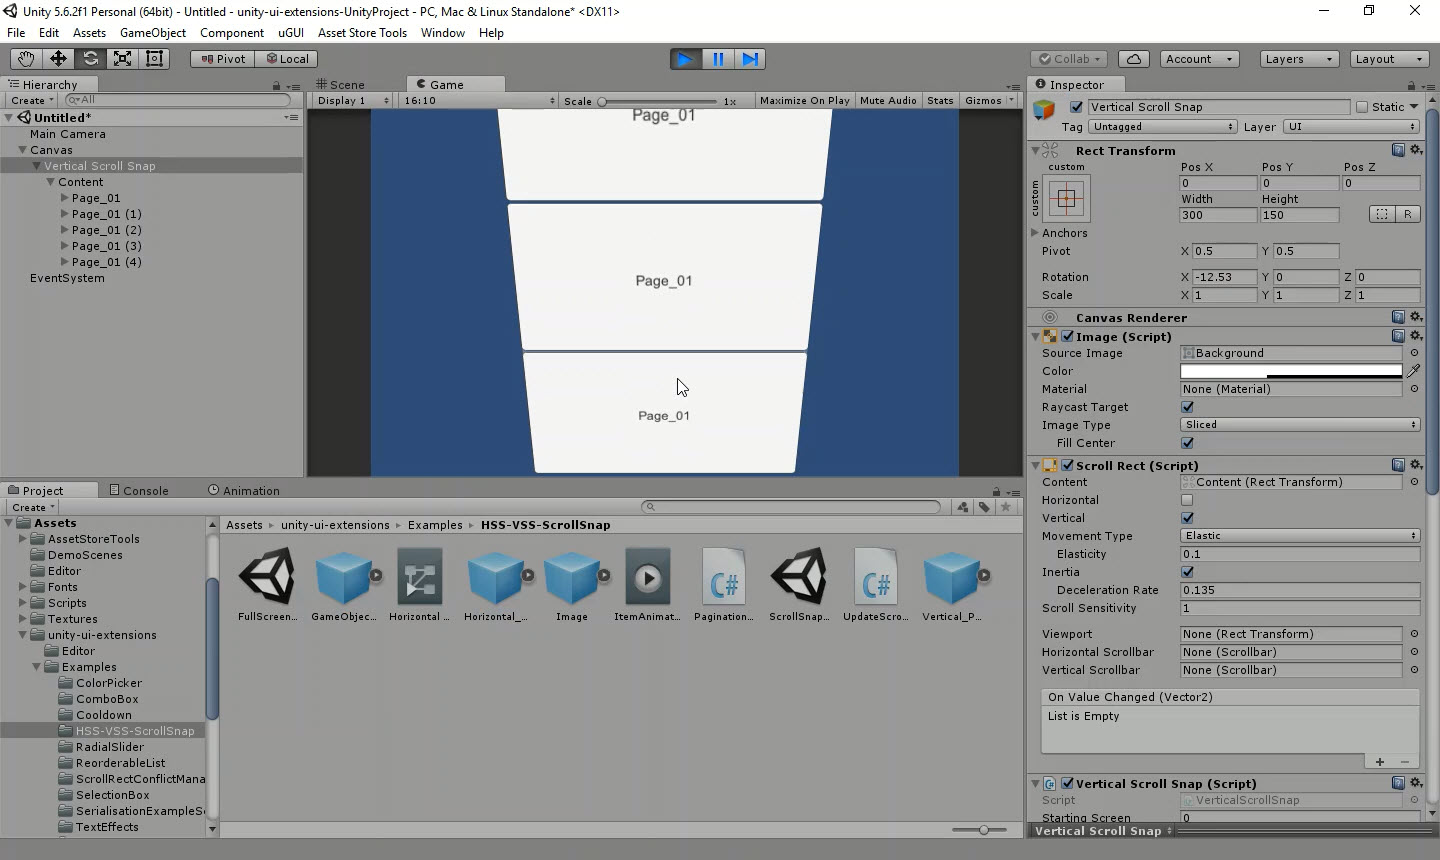 Unity 5.6.2f1 Personal (64bit) - Untitled - unity-ui-extensions-UnityProject - PC, Mac & Linux Standalone* <DX11>
File Edit Assets GameObject Component uGUI Asset Store Tools Window Help
Pivot Local Collab Account Layers Layout
Hierarchy
Create All
Untitled*
Main Camera
Canvas
Vertical Scroll Snap
Content
Page_01
Page_01 (1)
Page_01 (2)
Page_01 (3)
Page_01 (4)
EventSystem
Scene Game
Display 1 16:10 Scale 1x Maximize On Play Mute Audio Stats Gizmos
Page_01
Page_01
Page_01
Inspector
Vertical Scroll Snap Static
Tag Untagged Layer UI
Rect Transform
custom Pos X Pos Y Pos Z
custom 0 0 0
Width Height
300 150 R
Anchors
Pivot X 0.5 Y 0.5
Rotation X -12.53 Y 0 Z 0
Scale X 1 Y 1 Z 1
Canvas Renderer
Image (Script)
Source Image Background
Color
Material None (Material)
Raycast Target
Image Type Sliced
Fill Center
Scroll Rect (Script)
Content Content (Rect Transform)
Horizontal
Vertical
Movement Type Elastic
Elasticity 0.1
Inertia
Deceleration Rate 0.135
Scroll Sensitivity 1
Viewport None (Rect Transform)
Horizontal Scrollbar None (Scrollbar)
Vertical Scrollbar None (Scrollbar)
On Value Changed (Vector2)
List is Empty
+ −
Vertical Scroll Snap (Script)
Script VerticalScrollSnap
Starting Screen 0
Vertical Scroll Snap
Project Console Animation
Create
Assets
AssetStoreTools
DemoScenes
Editor
Fonts
Scripts
Textures
unity-ui-extensions
Editor
Examples
ColorPicker
ComboBox
Cooldown
HSS-VSS-ScrollSnap
RadialSlider
ReorderableList
ScrollRectConflictMana
SelectionBox
SerialisationExampleSc
TextEffects
Assets unity-ui-extensions Examples HSS-VSS-ScrollSnap
C# C#
FullScreen... GameObjec... Horizontal ... Horizontal_... Image ItemAnimat... Pagination... ScrollSnap... UpdateScro... Vertical_P...